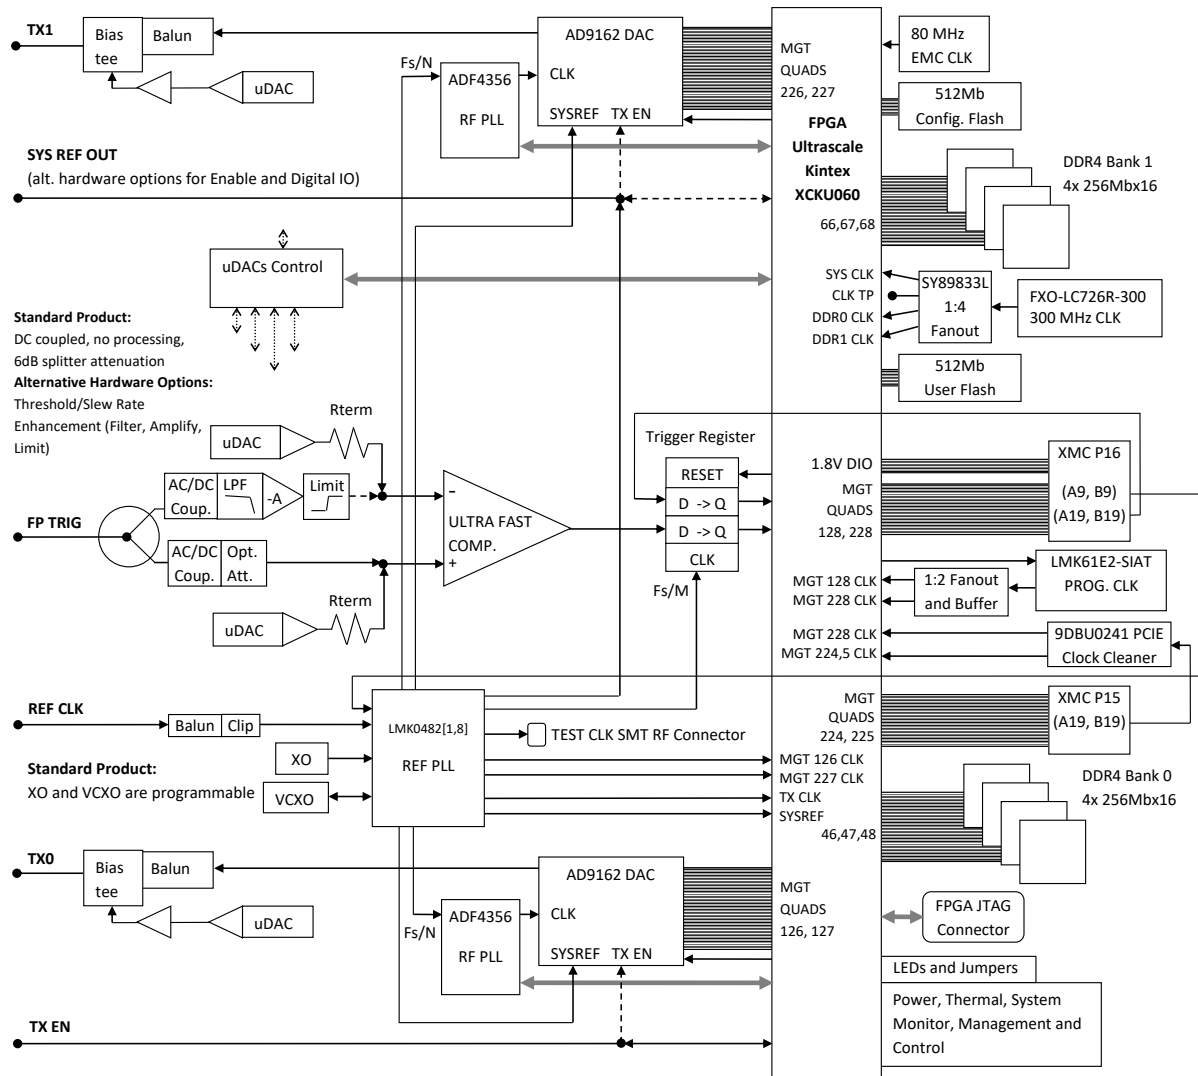 TX1
Bias
tee
Balun
uDAC
Fs/N
ADF4356
RF PLL
AD9162 DAC
CLK
SYSREF TX EN
MGT
QUADS
226, 227
FPGA
Ultrascale
Kintex
XCKU060
66,67,68
80 MHz
EMC CLK
512Mb
Config. Flash
DDR4 Bank 1
4x 256Mbx16
SYS REF OUT
(alt. hardware options for Enable and Digital IO)
uDACs Control
SYS CLK
CLK TP
DDR0 CLK
DDR1 CLK
SY89833L
1:4
Fanout
FXO-LC726R-300
300 MHz CLK
512Mb
User Flash
Standard Product:
DC coupled, no processing,
6dB splitter attenuation
Alternative Hardware Options:
Threshold/Slew Rate
Enhancement (Filter, Amplify,
Limit)
Rterm
uDAC
AC/DC
Coup.
LPF
-A
Limit
FP TRIG
AC/DC
Coup.
Opt.
Att.
Rterm
uDAC
-
ULTRA FAST
COMP.
+
Trigger Register
RESET
D -> Q
D -> Q
CLK
Fs/M
1.8V DIO
MGT
QUADS
128, 228
XMC P16
(A9, B9)
(A19, B19)
MGT 128 CLK
MGT 228 CLK
1:2 Fanout
and Buffer
LMK61E2-SIAT
PROG. CLK
MGT 228 CLK
MGT 224,5 CLK
9DBU0241 PCIE
Clock Cleaner
REF CLK
Balun
Clip
LMK0482[1,8]
REF PLL
XO
VCXO
Standard Product:
XO and VCXO are programmable
TEST CLK SMT RF Connector
MGT
QUADS
224, 225
XMC P15
(A19, B19)
MGT 126 CLK
MGT 227 CLK
TX CLK
SYSREF
46,47,48
DDR4 Bank 0
4x 256Mbx16
TX0
Bias
tee
Balun
uDAC
Fs/N
ADF4356
RF PLL
AD9162 DAC
CLK
SYSREF TX EN
MGT
QUADS
126, 127
FPGA JTAG
Connector
LEDs and Jumpers
Power, Thermal, System
Monitor, Management and
Control
TX EN